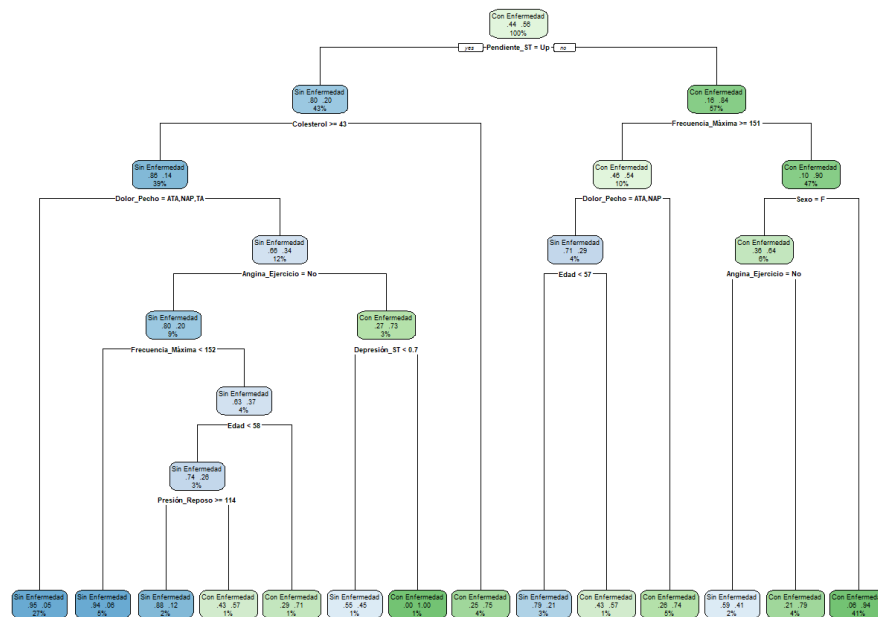 Con Enfermedad
.44 .56
100%
yes Pendiente_ST = Up no
Sin Enfermedad
.80 .20
43%
Con Enfermedad
.16 .84
57%
Colesterol >= 43
Frecuencia_Máxima >= 151
Sin Enfermedad
.86 .14
39%
Con Enfermedad
.46 .54
10%
Con Enfermedad
.10 .90
47%
Dolor_Pecho = ATA,NAP,TA
Dolor_Pecho = ATA,NAP
Sexo = F
Sin Enfermedad
.66 .34
12%
Sin Enfermedad
.71 .29
4%
Con Enfermedad
.36 .64
6%
Angina_Ejercicio = No
Edad < 57
Angina_Ejercicio = No
Sin Enfermedad
.80 .20
9%
Con Enfermedad
.27 .73
3%
Frecuencia_Máxima < 152
Depresión_ST < 0.7
Sin Enfermedad
.63 .37
4%
Edad < 58
Sin Enfermedad
.74 .26
3%
Presión_Reposo >= 114
Sin Enfermedad
.95 .05
27%
Sin Enfermedad
.94 .06
5%
Sin Enfermedad
.88 .12
2%
Con Enfermedad
.43 .57
1%
Con Enfermedad
.29 .71
1%
Sin Enfermedad
.55 .45
1%
Con Enfermedad
.00 1.00
1%
Con Enfermedad
.25 .75
4%
Sin Enfermedad
.79 .21
3%
Con Enfermedad
.43 .57
1%
Con Enfermedad
.26 .74
5%
Sin Enfermedad
.59 .41
2%
Con Enfermedad
.21 .79
4%
Con Enfermedad
.06 .94
41%